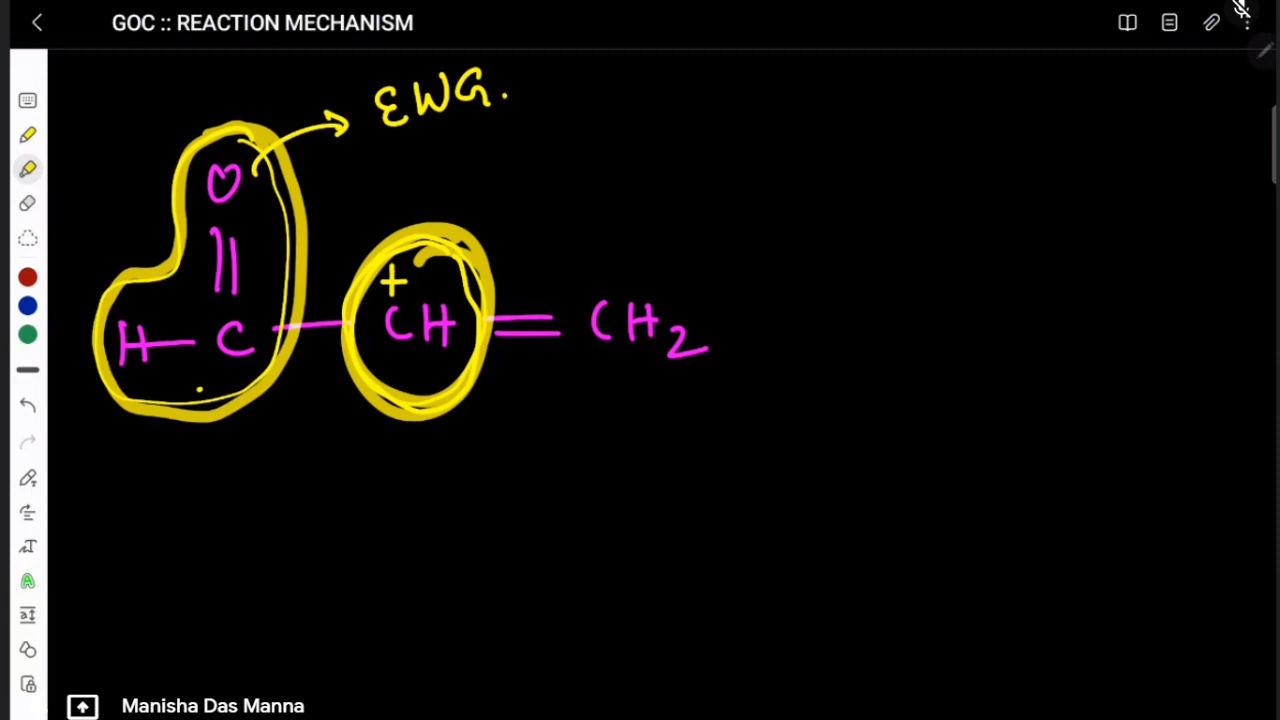 GOC :: REACTION MECHANISM
EWG.
O
||
+
H-C-CH=CH2
Manisha Das Manna